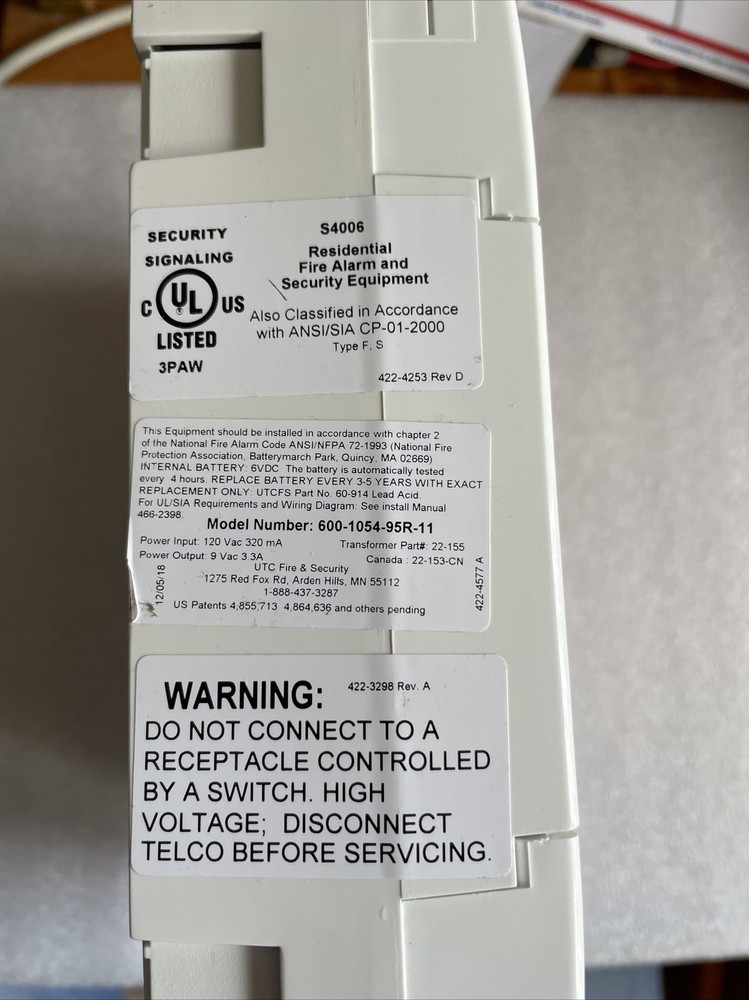 SECURITY
SIGNALING
C UL US
LISTED
3PAW
S4006
Residential
Fire Alarm and
Security Equipment
Also Classified in Accordance
with ANSI/SIA CP-01-2000
Type F, S
422-4253 Rev D
This Equipment should be installed in accordance with chapter 2
of the National Fire Alarm Code ANSI/NFPA 72-1993 (National Fire
Protection Association, Batterymarch Park, Quincy, MA 02669)
INTERNAL BATTERY: 6VDC The battery is automatically tested
every 4 hours. REPLACE BATTERY EVERY 3-5 YEARS WITH EXACT
REPLACEMENT ONLY: UTCFS Part No. 60-914 Lead Acid.
For UL/SIA Requirements and Wiring Diagram: See install Manual
466-2398.
Model Number: 600-1054-95R-11
Power Input: 120 Vac 320 mA Transformer Part#: 22-155
Power Output: 9 Vac 3.3A Canada : 22-153-CN
UTC Fire & Security
1275 Red Fox Rd, Arden Hills, MN 55112
1-888-437-3287
US Patents 4,855,713 4,864,636 and others pending
12/05/18
422-4577 A
WARNING: 422-3298 Rev. A
DO NOT CONNECT TO A
RECEPTACLE CONTROLLED
BY A SWITCH. HIGH
VOLTAGE; DISCONNECT
TELCO BEFORE SERVICING.